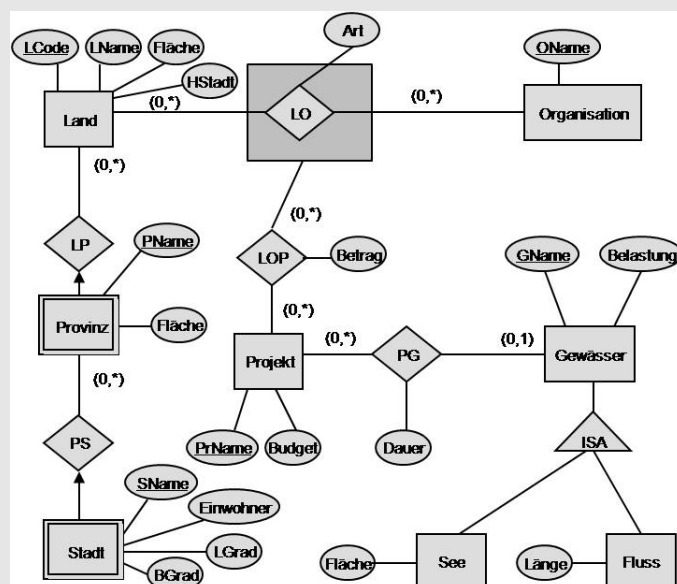 Art
LCode
LName
Fläche
OName
HStadt
(0,*)
(0,*)
Land
LO
Organisation
(0,*)
(0,*)
LP
PName
LOP
Betrag
GName
Belastung
Provinz
Fläche
(0,*)
(0,*)
(0,1)
(0,*)
Projekt
PG
Gewässer
PS
PrName
Budget
Dauer
ISA
SName
Einwohner
Stadt
LGrad
BGrad
Fläche
See
Länge
Fluss